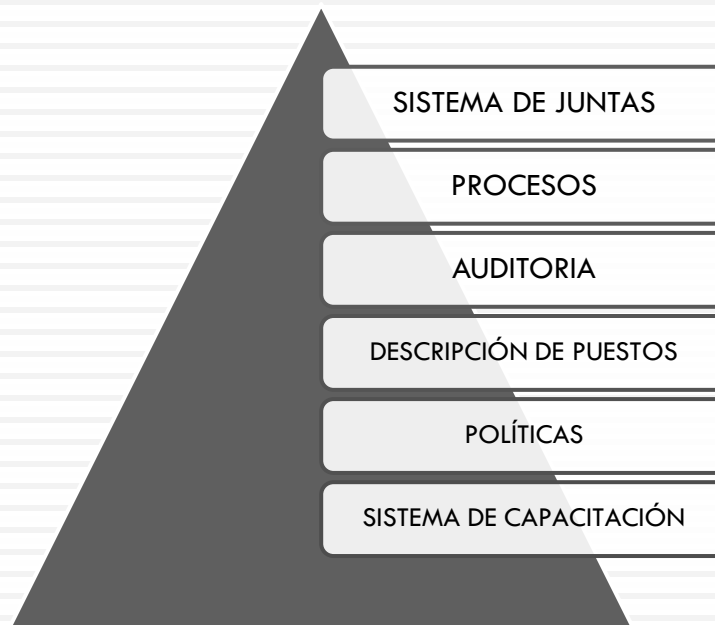 SISTEMA DE JUNTAS
PROCESOS
AUDITORIA
DESCRIPCIÓN DE PUESTOS
POLÍTICAS
SISTEMA DE CAPACITACIÓN